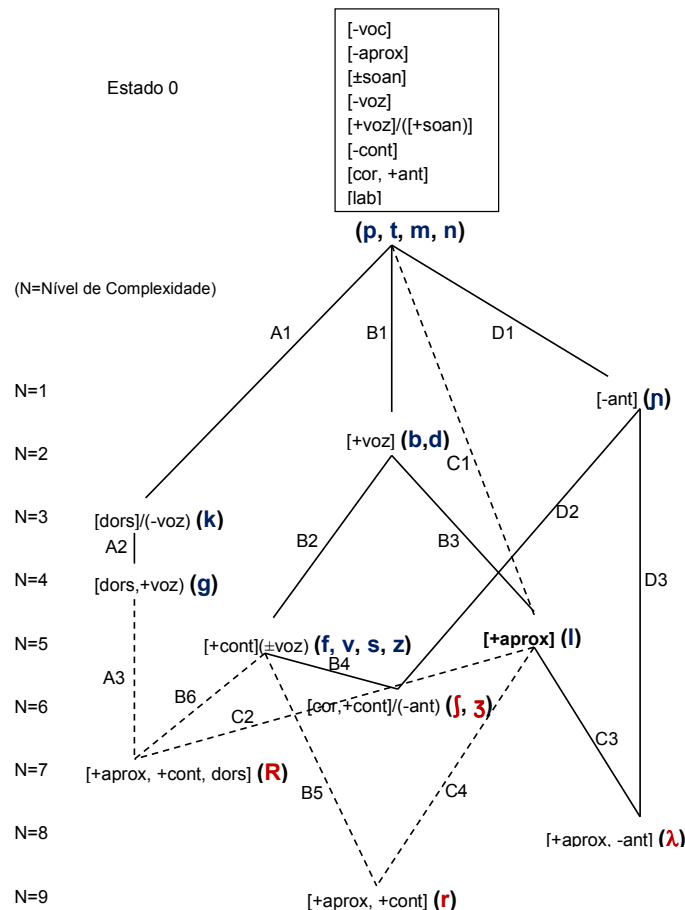 Estado 0
[-voc]
[-aprox]
[±soan]
[-voz]
[+voz]/([+soan)]
[-cont]
[cor, +ant]
[lab]
(p, t, m, n)
(N=Nível de Complexidade)
A1
B1
D1
N=1
[-ant] (ɲ)
N=2
[+voz] (b,d)
C1
N=3
[dors]/(-voz) (k)
A2
B2
B3
D2
N=4
[dors,+voz) (g)
D3
N=5
[+cont](±voz) (f, v, s, z)
[+aprox] (l)
B4
A3
B6
N=6
C2
[cor,+cont]/(-ant) (ʃ, ʒ)
C3
N=7
[+aprox, +cont, dors] (R)
B5
C4
N=8
[+aprox, -ant] (λ)
N=9
[+aprox, +cont] (r)